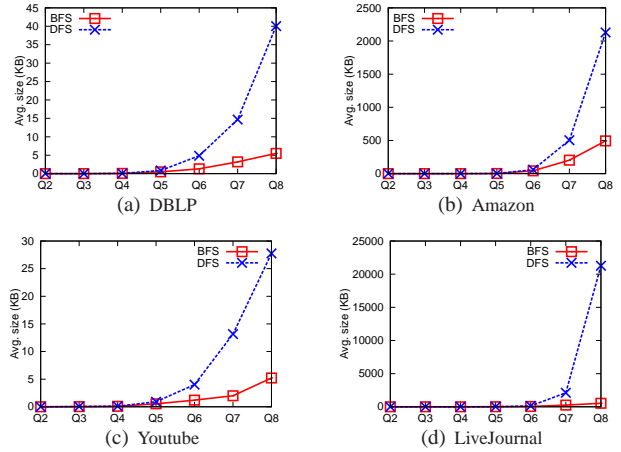 BFS
DFS
Avg. size (KB)
45
40
35
30
25
20
15
10
5
0
Q2 Q3 Q4 Q5 Q6 Q7 Q8
(a) DBLP
BFS
DFS
Avg. size (KB)
2500
2000
1500
1000
500
0
Q2 Q3 Q4 Q5 Q6 Q7 Q8
(b) Amazon
BFS
DFS
Avg. size (KB)
30
25
20
15
10
5
0
Q2 Q3 Q4 Q5 Q6 Q7 Q8
(c) Youtube
BFS
DFS
Avg. size (KB)
25000
20000
15000
10000
5000
0
Q2 Q3 Q4 Q5 Q6 Q7 Q8
(d) LiveJournal